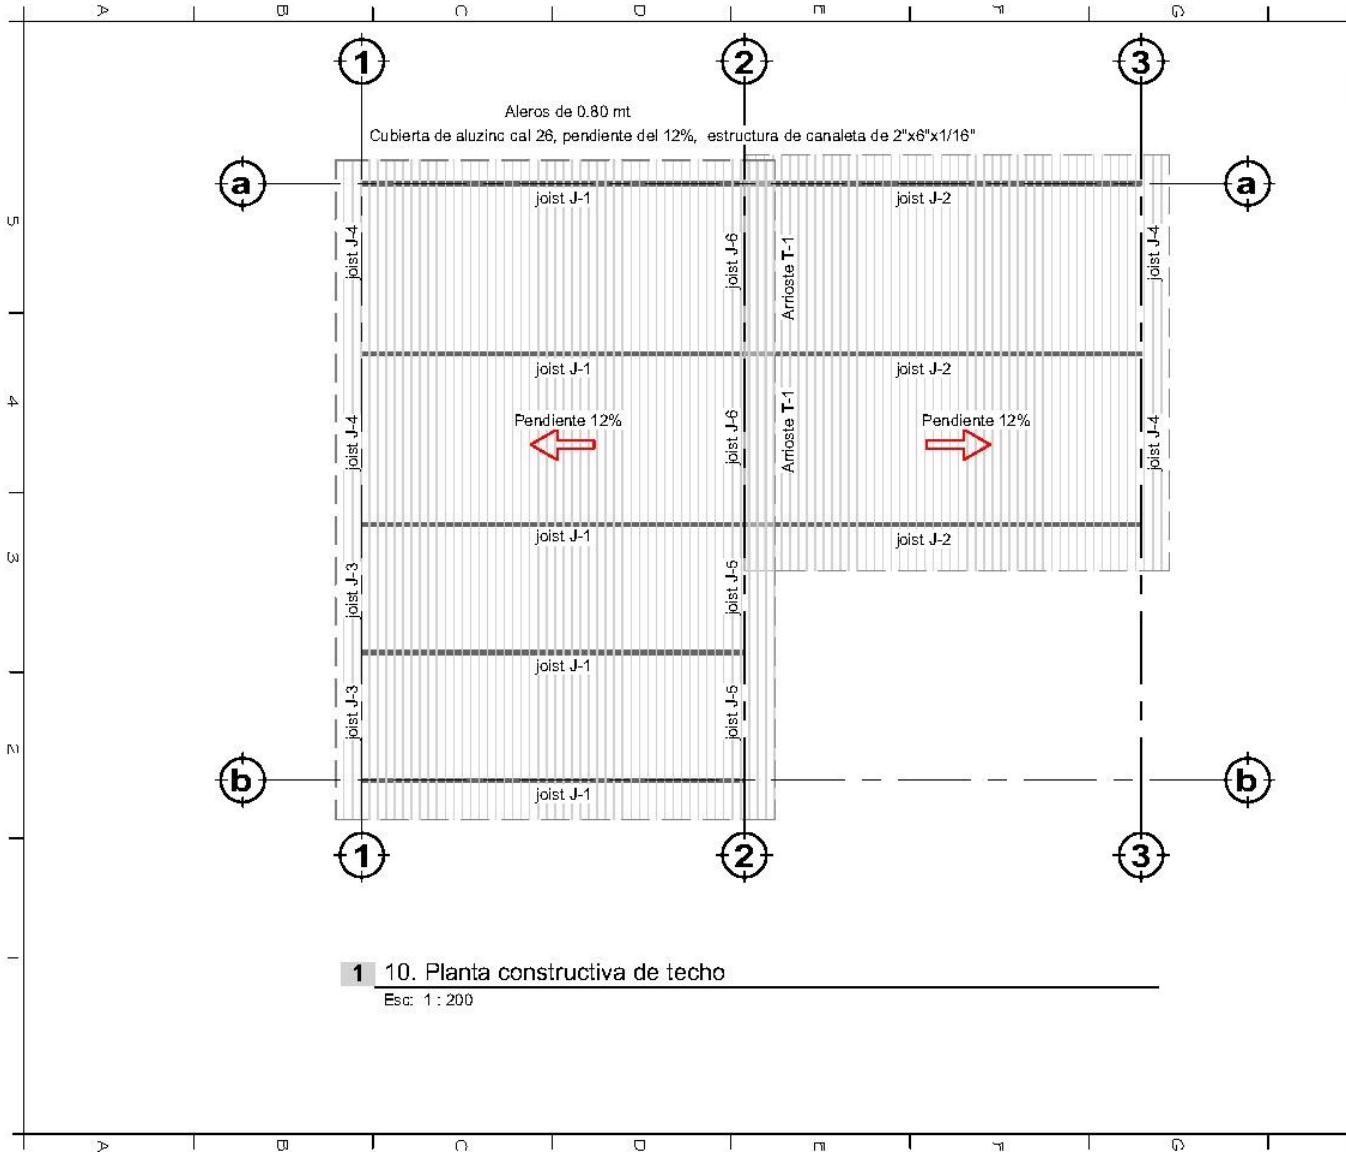 A B C D E F G
1 2 3
Aleros de 0.80 mt
Cubierta de aluzinc cal 26, pendiente del 12%, estructura de canaleta de 2"x6"x1/16"
a a
joist J-1 joist J-2
5
joist J-4 joist J-6 Arrioste T-1 joist J-4
joist J-1 joist J-2
4
Pendiente 12% Pendiente 12%
joist J-4 joist J-6 Arrioste T-1 joist J-4
joist J-1 joist J-2
3
joist J-3 joist J-5
joist J-1
joist J-3 joist J-5
2
b b
joist J-1
1 2 3
1 10. Planta constructiva de techo
Esc: 1 : 200
A B C D E F G